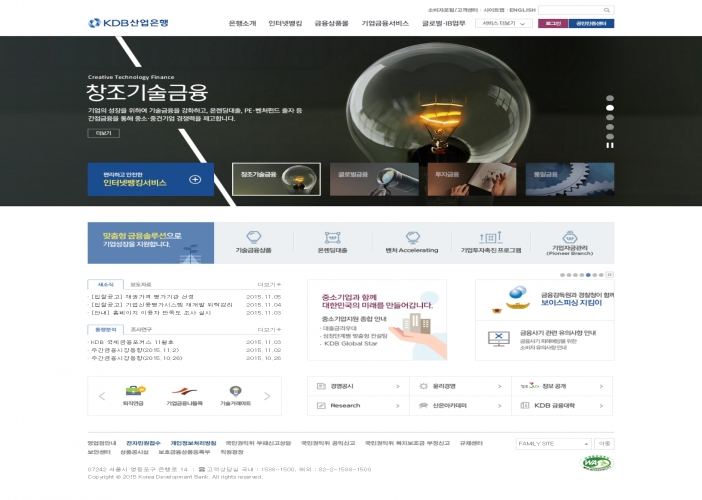 소비자포털/고객센터 · 사이트맵 · ENGLISH
KDB산업은행
은행소개 인터넷뱅킹 금융상품몰 기업금융서비스 글로벌·IB업무 서비스 더보기 로그인 공인인증센터
Creative Technology Finance
창조기술금융
기업의 성장을 위하여 기술금융을 강화하고, 온렌딩대출, PE·벤처펀드 출자 등
간접금융을 통해 중소·중견기업 경쟁력을 제고합니다.
더보기
편리하고 안전한
인터넷뱅킹서비스
창조기술금융 글로벌금융 투자금융 통일금융
맞춤형 금융솔루션으로
기업성장을 지원합니다.
기술금융상품 온렌딩대출 벤처 Accelerating 기업투자촉진 프로그램 기업자금관리
(Pioneer Branch)
새소식 보도자료 더보기 +
· [입찰공고] 채권가격 평가기관 선정 2015.11.05
· [입찰공고] 기업신용평가시스템 재개발 위탁관리 2015.11.04
· [안내] 홈페이지 이용자 만족도 조사 실시 2015.11.03
동향분석 조사연구 더보기 +
· KDB 국제금융포커스 11월호 2015.11.03
· 주간금융시장동향(2015.11.2) 2015.11.02
· 주간금융시장동향(2015.10.26) 2015.10.26
중소기업과 함께
대한민국의 미래를 만들어갑니다.
중소기업지원 종합 안내
· 대출금리우대
· 성장단계별 맞춤형 컨설팅
· KDB Global Star
금융감독원과 경찰청이 함께
보이스피싱 지킴이
금융사기 관련 유의사항 안내
금융사기 피해예방을 위한
소비자 유의사항 안내
퇴직연금 기업금융나들목 기술거래마트
경영공시 윤리경영 정보 공개
Research 산은아카데미 KDB 금융대학
영업점안내 전자민원접수 개인정보처리방침 국민권익위 부패신고상담 국민권익위 공익신고 국민권익위 복지보조금 부정신고 규제센터
보안센터 상품공시실 보호금융상품등록부 직원광장
FAMILY SITE 이동
07242 서울시 영등포구 은행로 14 | ☎ 고객상담실 국내 : 1588-1500, 해외 : 82-2-1588-1500
Copyright © 2015 Korea Development Bank. All rights reserved.
WA